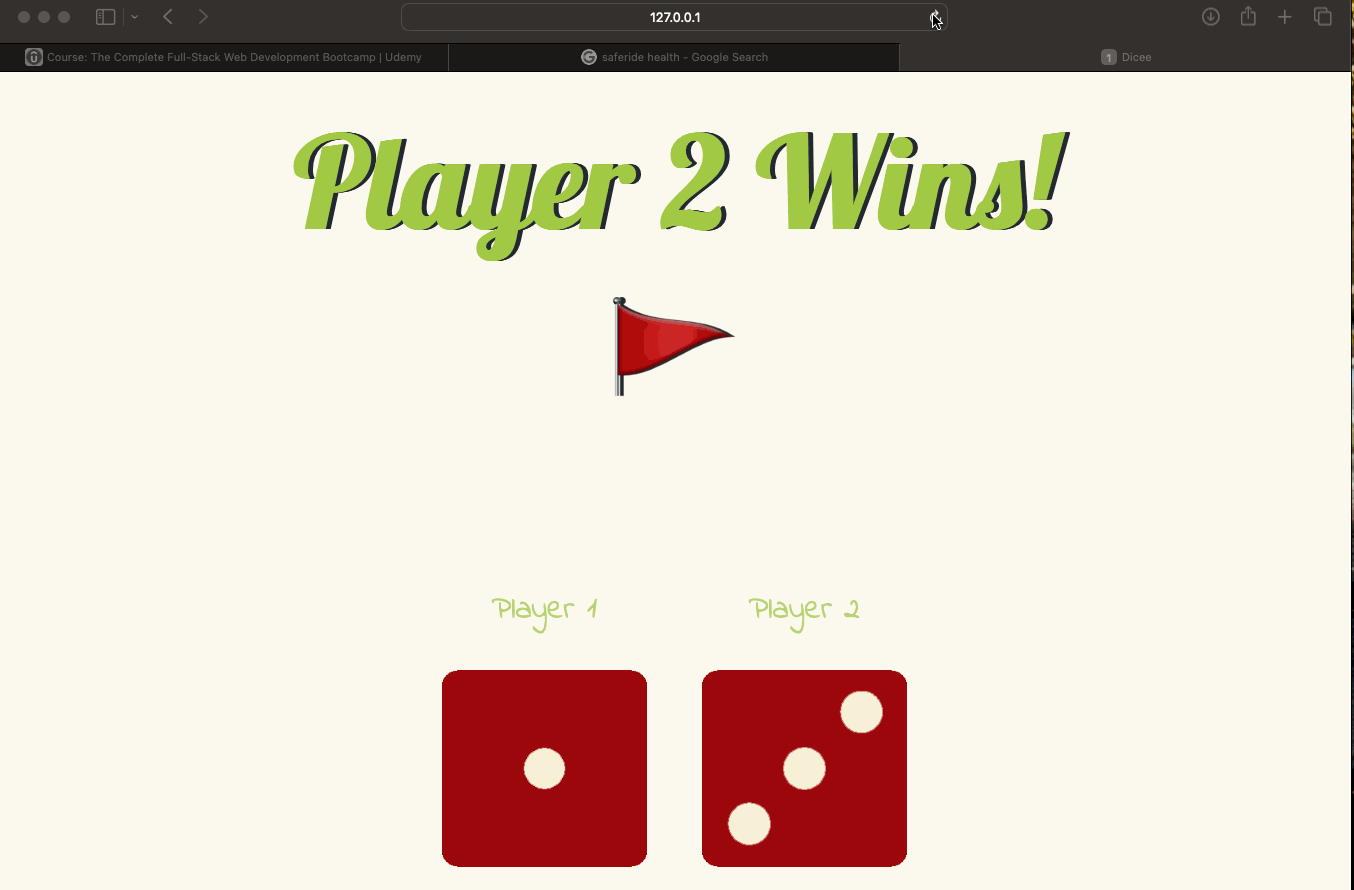 127.0.0.1
Course: The Complete Full-Stack Web Development Bootcamp | Udemy
saferide health - Google Search
1 Dicee
Player 2 Wins!
Player 1
Player 2